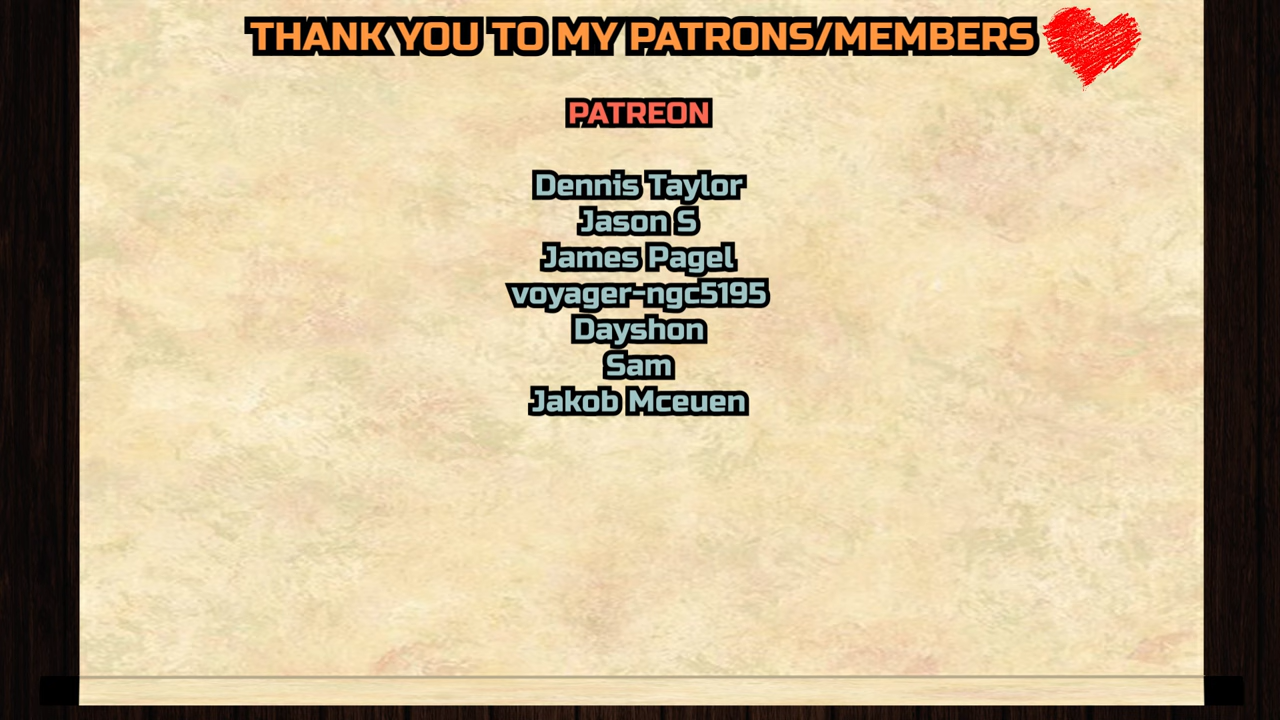 THANK YOU TO MY PATRONS/MEMBERS
PATREON
Dennis Taylor
Jason S
James Pagel
voyager-ngc5195
Dayshon
Sam
Jakob Mceuen